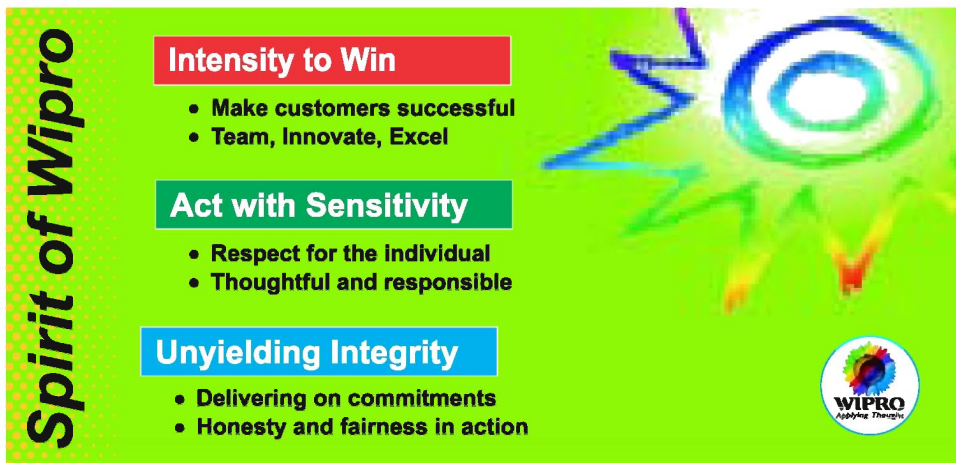 Spirit of Wipro
Intensity to Win
• Make customers successful
• Team, Innovate, Excel
Act with Sensitivity
• Respect for the individual
• Thoughtful and responsible
Unyielding Integrity
• Delivering on commitments
• Honesty and fairness in action
WIPRO
Applying Thought